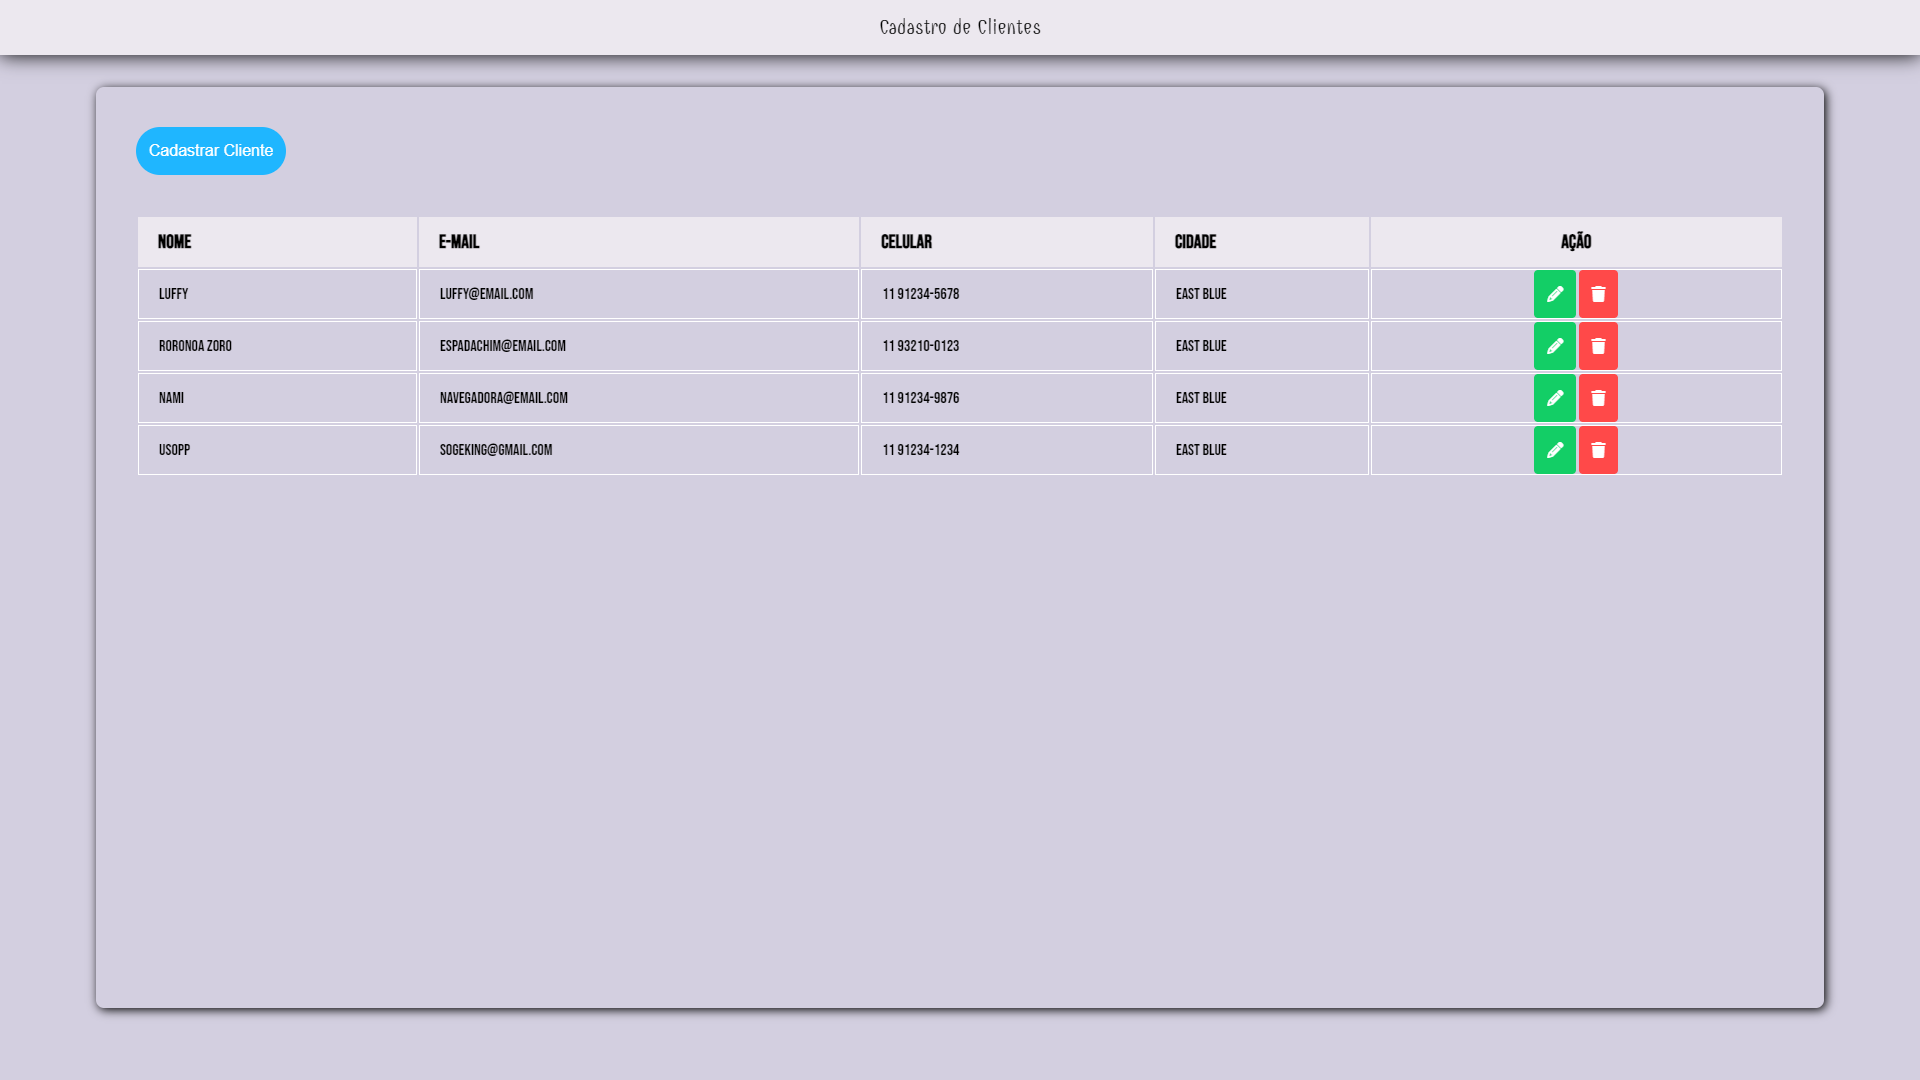 Cadastro de Clientes
Cadastrar Cliente
NOME E-MAIL CELULAR CIDADE AÇÃO
LUFFY LUFFY@EMAIL.COM 11 91234-5678 EAST BLUE
RORONOA ZORO ESPADACHIM@EMAIL.COM 11 93210-0123 EAST BLUE
NAMI NAVEGADORA@EMAIL.COM 11 91234-9876 EAST BLUE
USOPP SOGEKING@GMAIL.COM 11 91234-1234 EAST BLUE